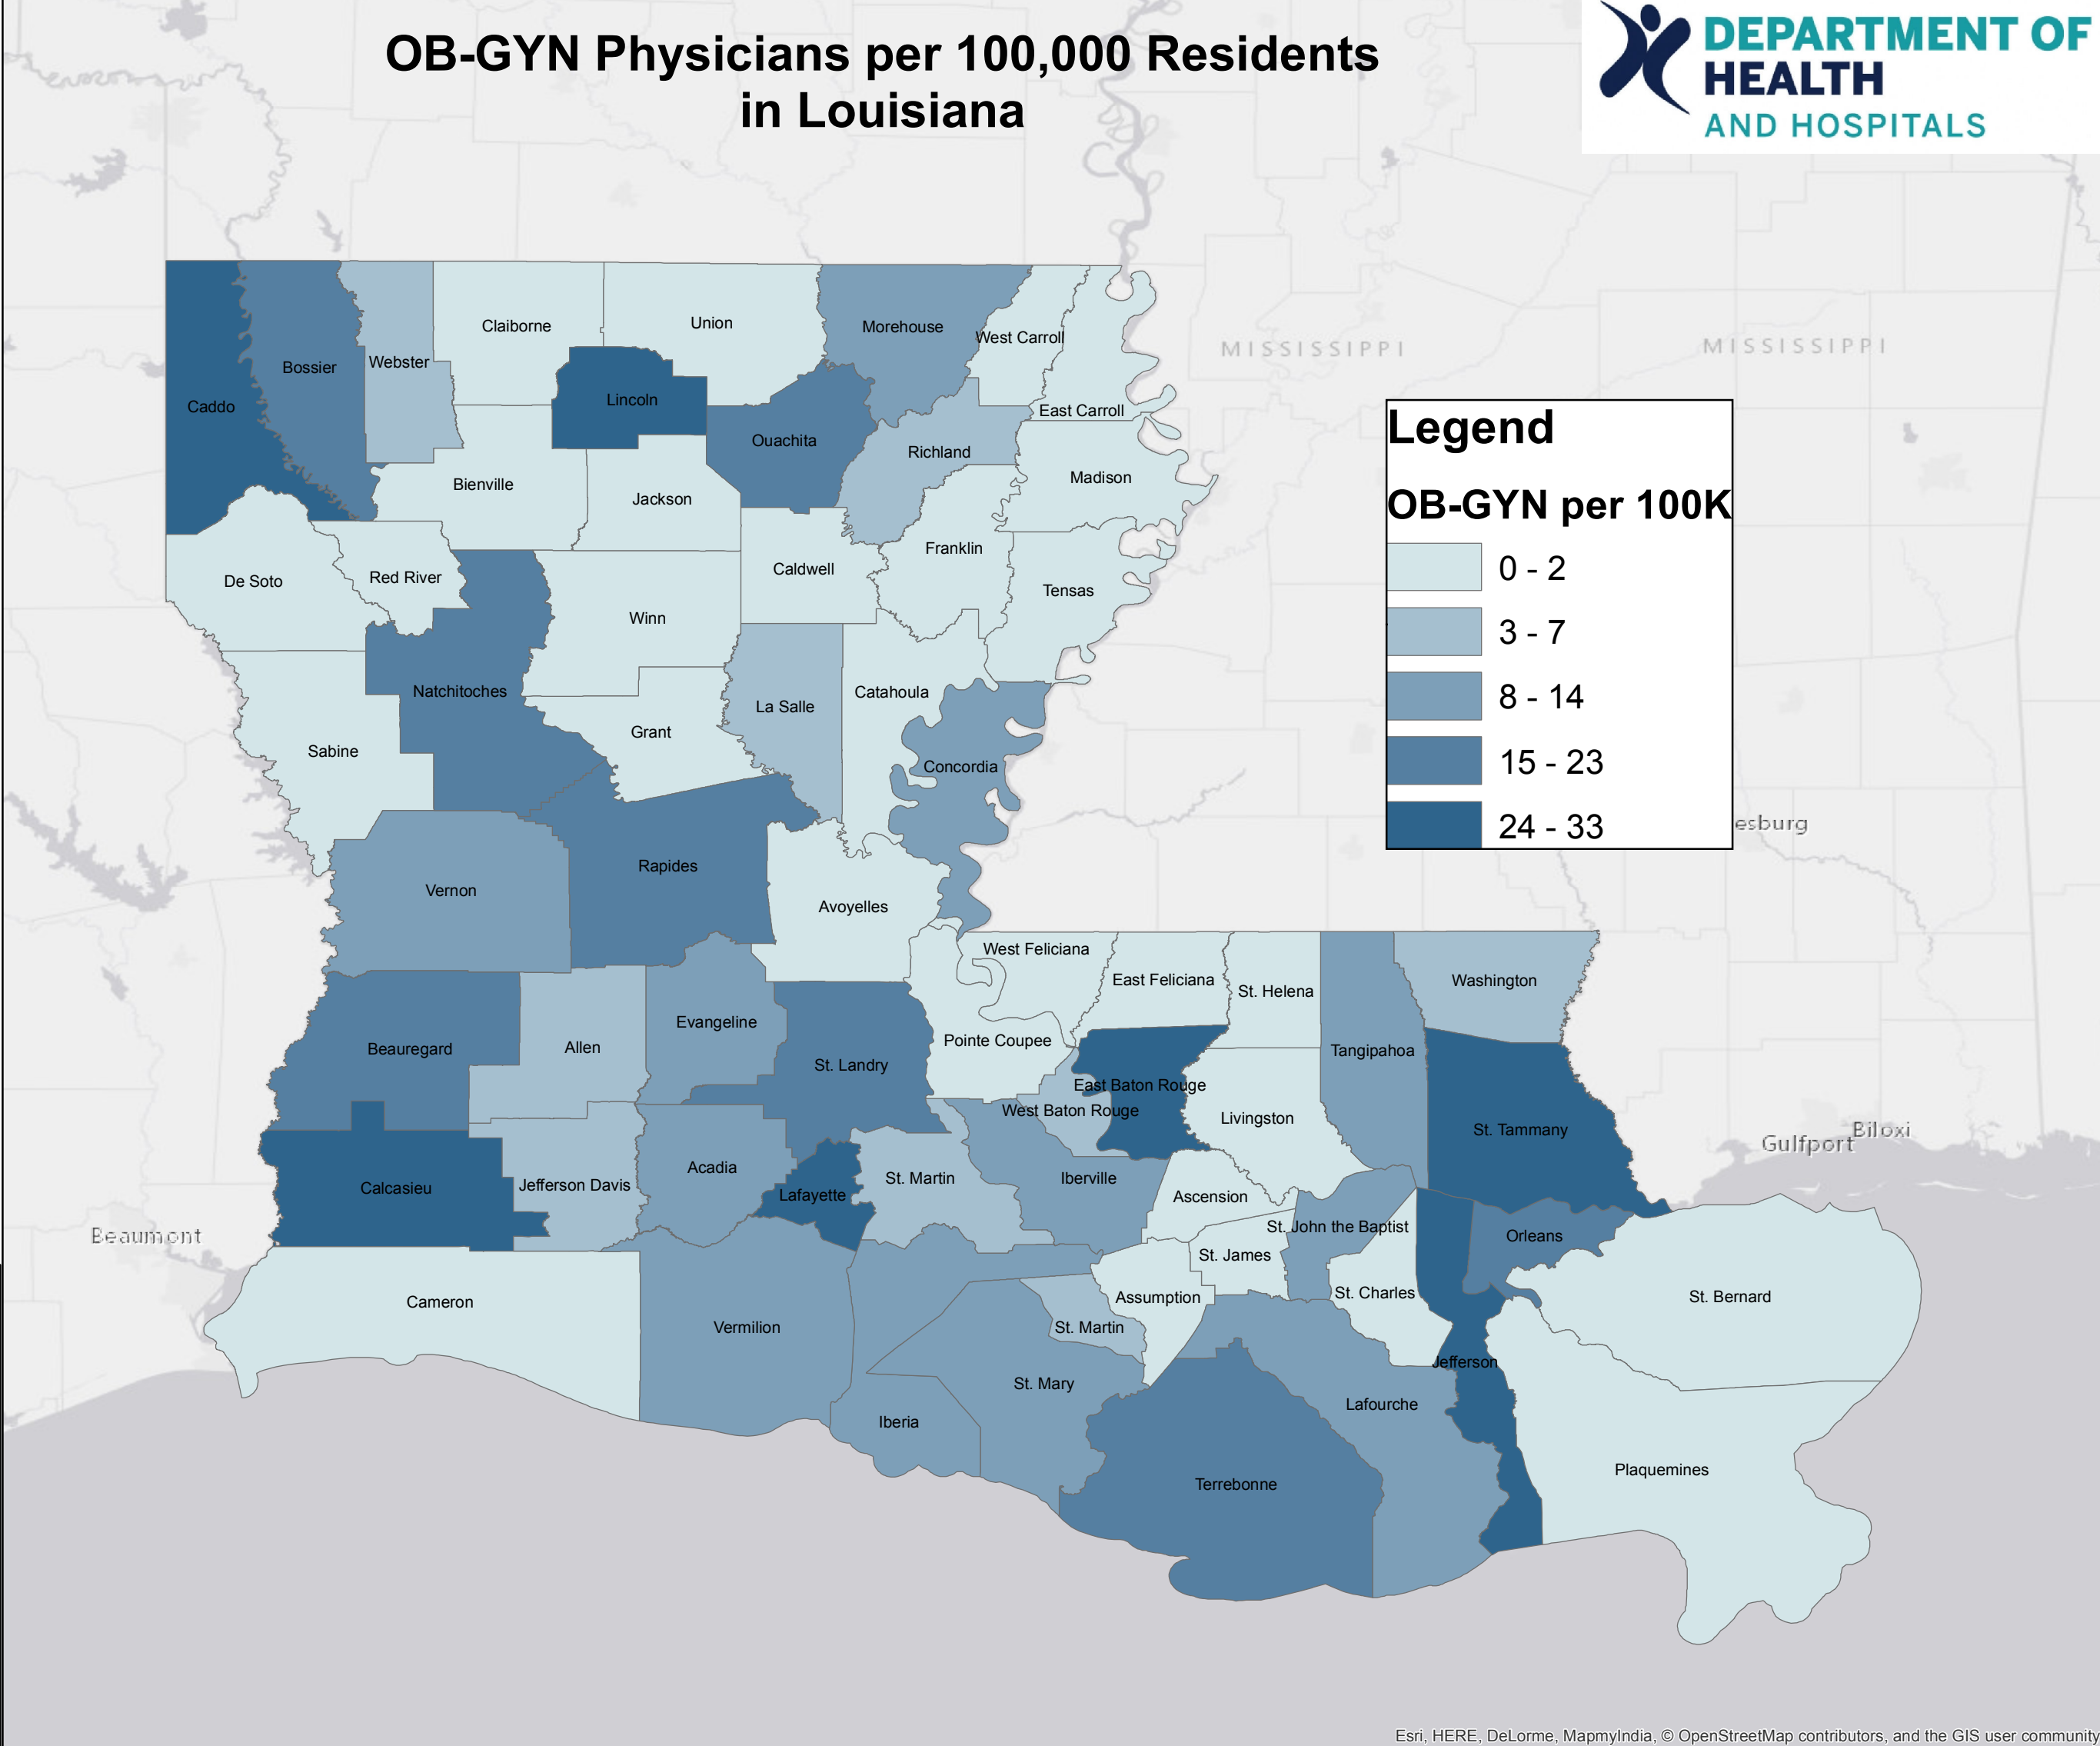 OB-GYN Physicians per 100,000 Residents
in Louisiana
DEPARTMENT OF
HEALTH
AND HOSPITALS
MISSISSIPPI
MISSISSIPPI
Legend
OB-GYN per 100K
0 - 2
3 - 7
8 - 14
15 - 23
24 - 33
esburg
Claiborne
Union
Morehouse
West Carroll
Webster
Bossier
Caddo
Lincoln
East Carroll
Ouachita
Richland
Madison
Bienville
Jackson
Franklin
Caldwell
De Soto
Red River
Tensas
Winn
Natchitoches
La Salle
Catahoula
Grant
Sabine
Concordia
Rapides
Vernon
Avoyelles
West Feliciana
East Feliciana
St. Helena
Washington
Evangeline
Pointe Coupee
Beauregard
Allen
St. Landry
Tangipahoa
East Baton Rouge
West Baton Rouge
Livingston
St. Tammany
Gulfport
Biloxi
Acadia
Calcasieu
Jefferson Davis
Lafayette
St. Martin
Iberville
Ascension
St. John the Baptist
Orleans
Beaumont
St. James
Cameron
Assumption
St. Charles
St. Bernard
Vermilion
St. Martin
Jefferson
St. Mary
Lafourche
Iberia
Terrebonne
Plaquemines
Esri, HERE, DeLorme, MapmyIndia, © OpenStreetMap contributors, and the GIS user community